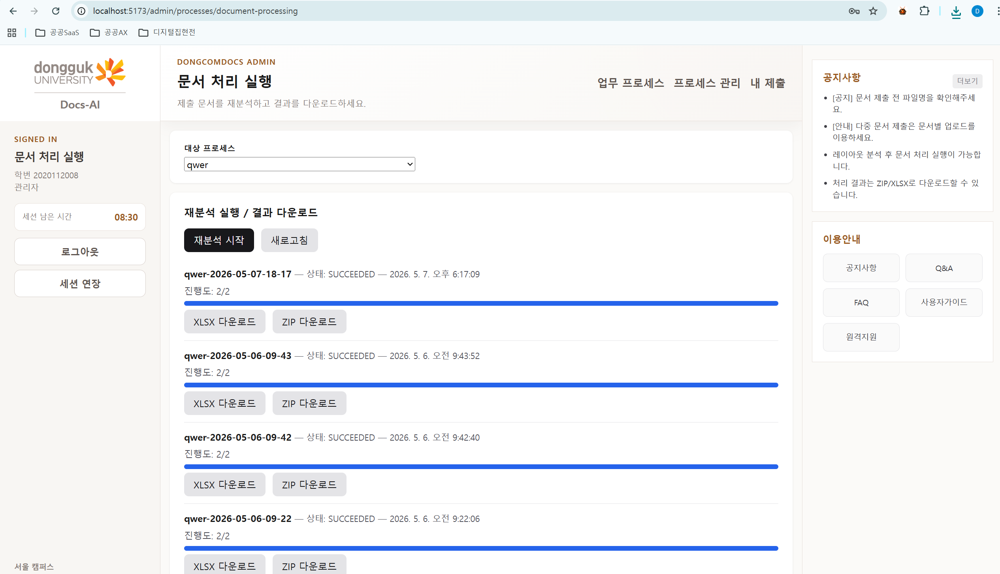 localhost:5173/admin/processes/document-processing
D
공공SaaS
공공AX
디지털집현전
dongguk
UNIVERSITY
Docs-AI
SIGNED IN
문서 처리 실행
학번 2020112008
관리자
세션 남은 시간
08:30
로그아웃
세션 연장
서울 캠퍼스
DONGCOMDOCS ADMIN
문서 처리 실행
제출 문서를 재분석하고 결과를 다운로드하세요.
업무 프로세스
프로세스 관리
내 제출
대상 프로세스
qwer
재분석 실행 / 결과 다운로드
재분석 시작
새로고침
qwer-2026-05-07-18-17 — 상태: SUCCEEDED — 2026. 5. 7. 오후 6:17:09
진행도: 2/2
XLSX 다운로드
ZIP 다운로드
qwer-2026-05-06-09-43 — 상태: SUCCEEDED — 2026. 5. 6. 오전 9:43:52
진행도: 2/2
XLSX 다운로드
ZIP 다운로드
qwer-2026-05-06-09-42 — 상태: SUCCEEDED — 2026. 5. 6. 오전 9:42:40
진행도: 2/2
XLSX 다운로드
ZIP 다운로드
qwer-2026-05-06-09-22 — 상태: SUCCEEDED — 2026. 5. 6. 오전 9:22:06
진행도: 2/2
XLSX 다운로드
ZIP 다운로드
공지사항
더보기
[공지] 문서 제출 전 파일명을 확인해주세
요.
[안내] 다중 문서 제출은 문서별 업로드를
이용하세요.
레이아웃 분석 후 문서 처리 실행이 가능합
니다.
처리 결과는 ZIP/XLSX로 다운로드할 수 있
습니다.
이용안내
공지사항
Q&A
FAQ
사용자가이드
원격지원